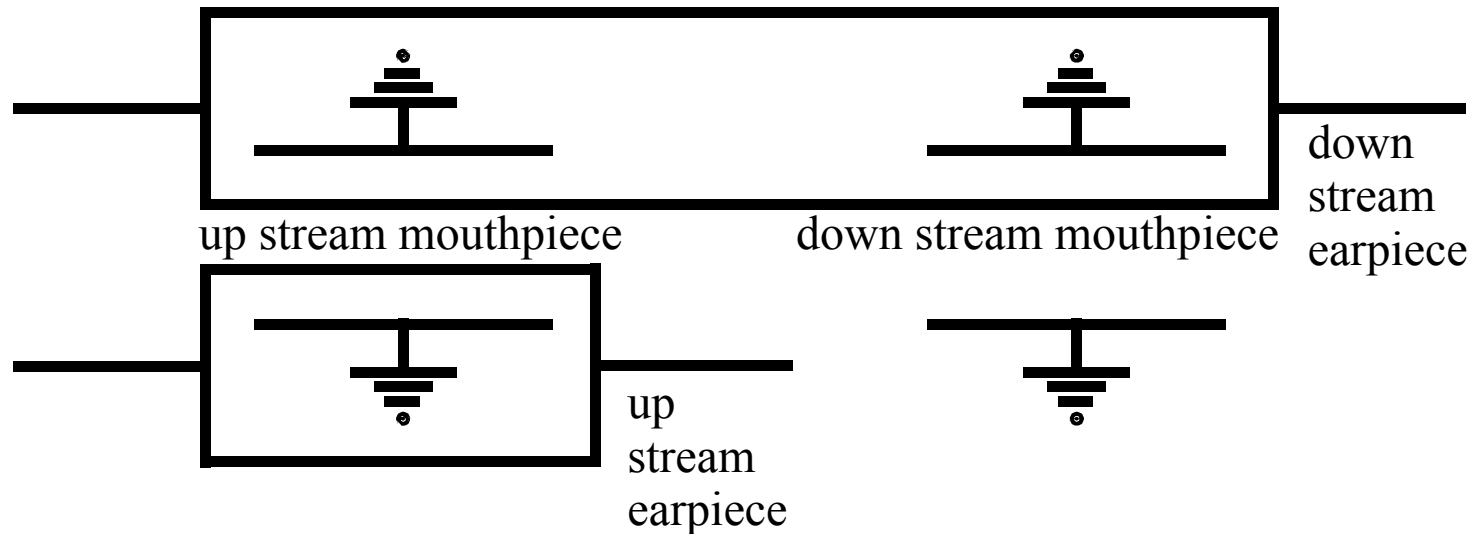 up stream mouthpiece
down stream mouthpiece
down
stream
earpiece
up
stream
earpiece